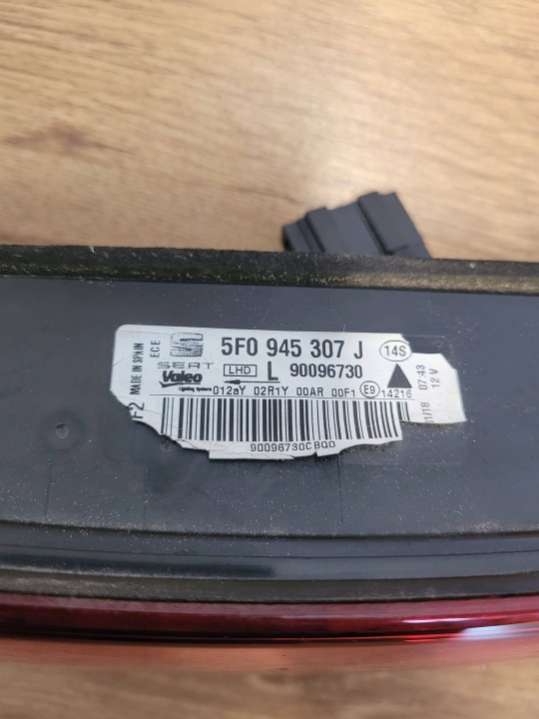 MADE IN SPAIN
ECE
S
SEAT
5F0 945 307 J
14S
Valeo
LHD
L 90096730
012aY 02R1Y 00AR 00F1
E9
14216
07:43
12 V
90096730CBQD